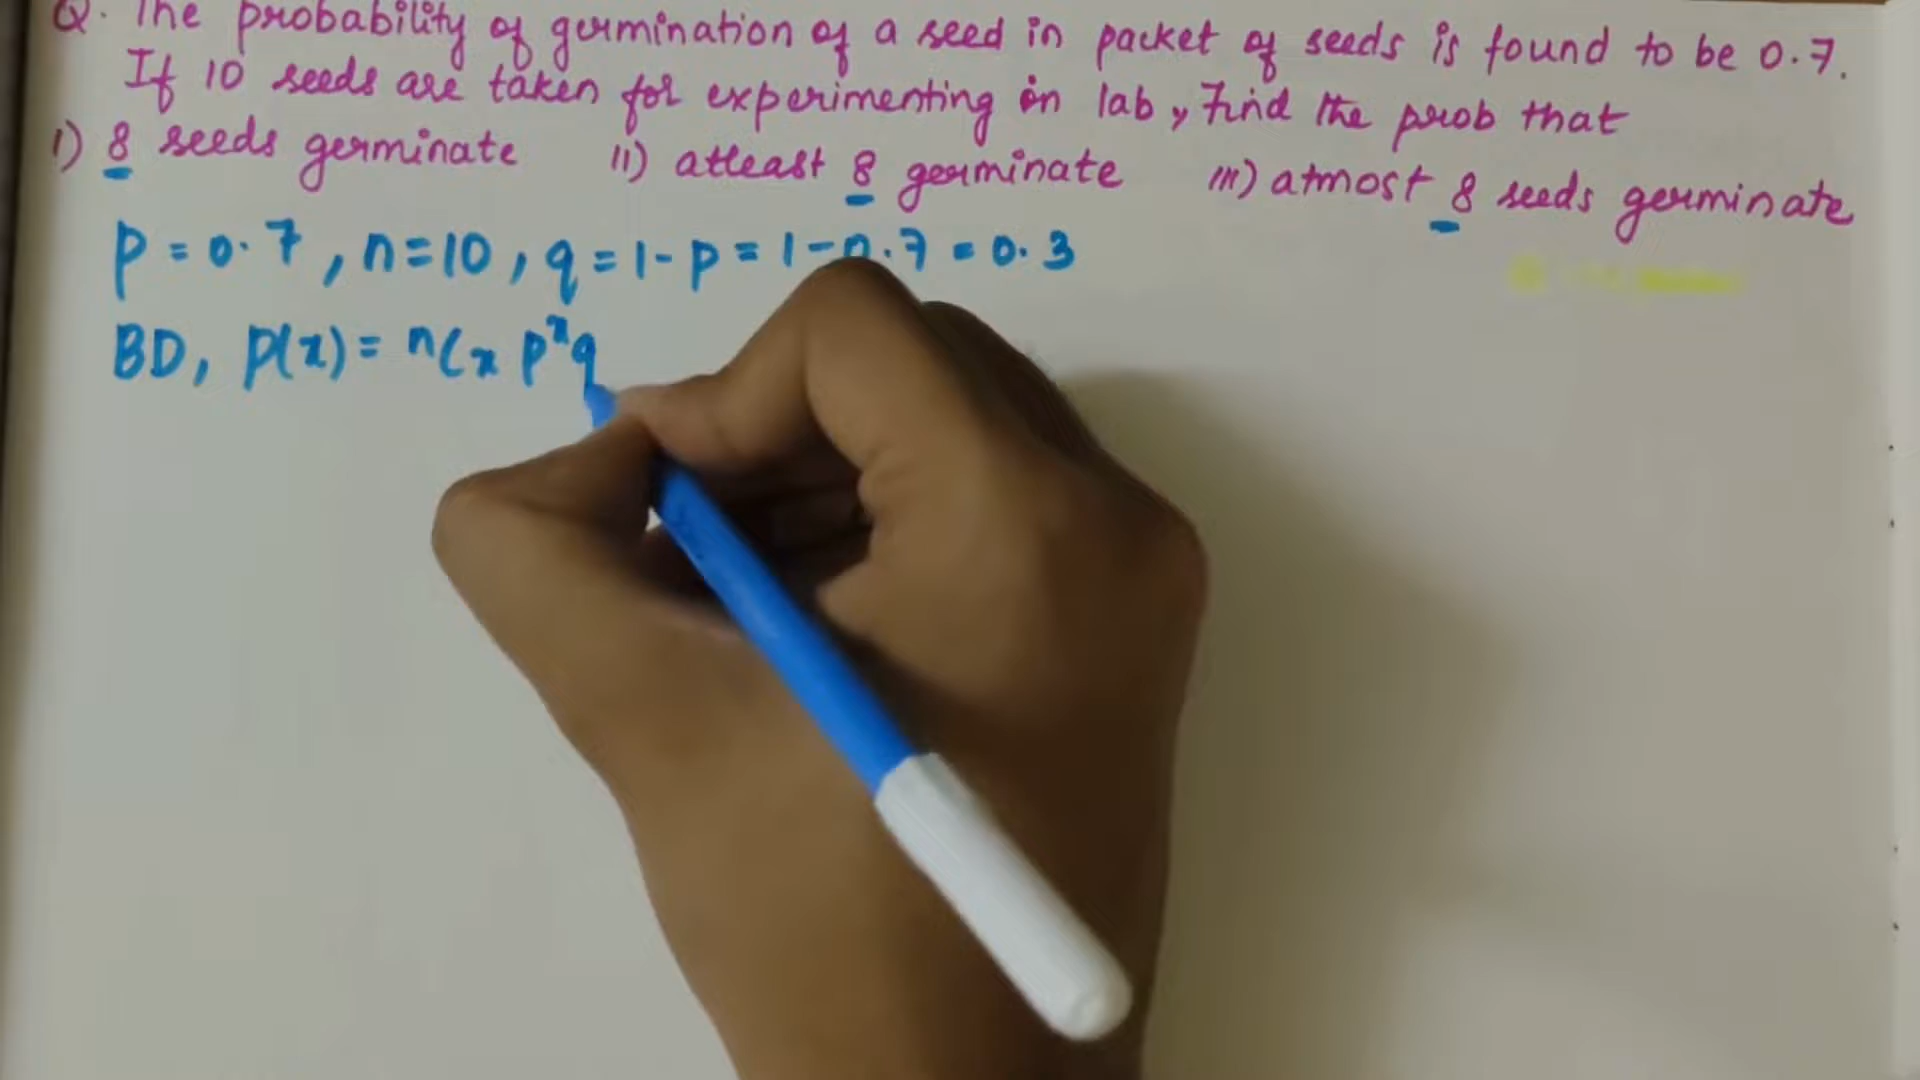 Q. The probability of germination of a seed in packet of seeds is found to be 0.7.
If 10 seeds are taken for experimenting in lab, Find the prob that
I) 8 seeds germinate II) atleast 8 germinate III) atmost 8 seeds germinate
p = 0.7, n=10, q = 1-p = 1-0.7 = 0.3
BD, p(x) = nCx p^x q